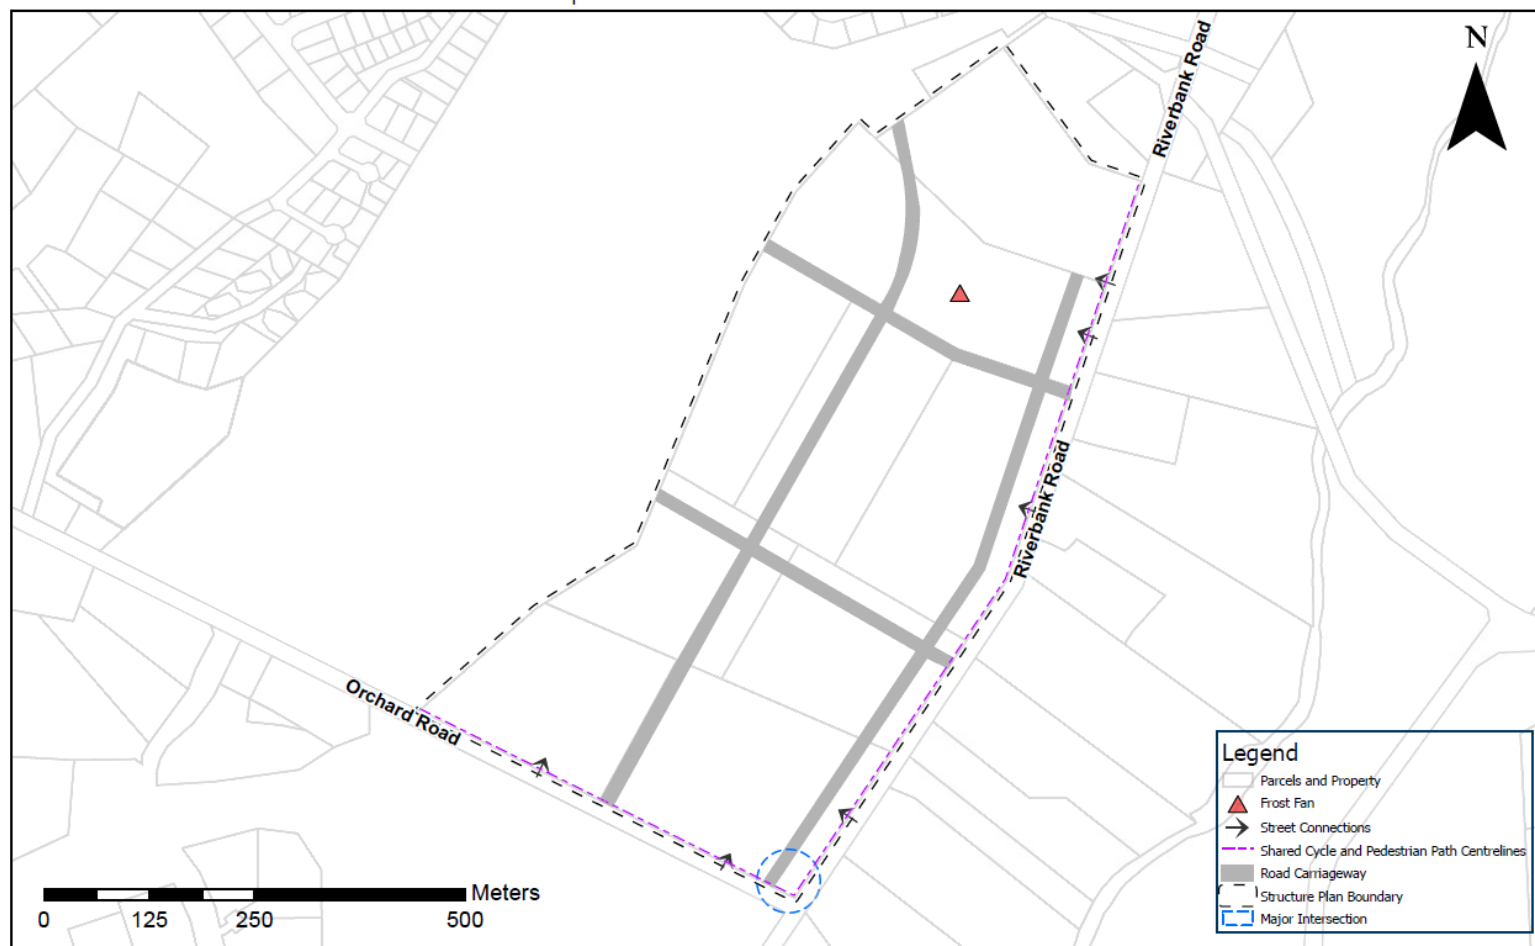 Riverbank Road
N
Riverbank Road
Orchard Road
Meters
0 125 250 500
Legend
Parcels and Property
Frost Fan
Street Connections
Shared Cycle and Pedestrian Path Centrelines
Road Carriageway
Structure Plan Boundary
Major Intersection